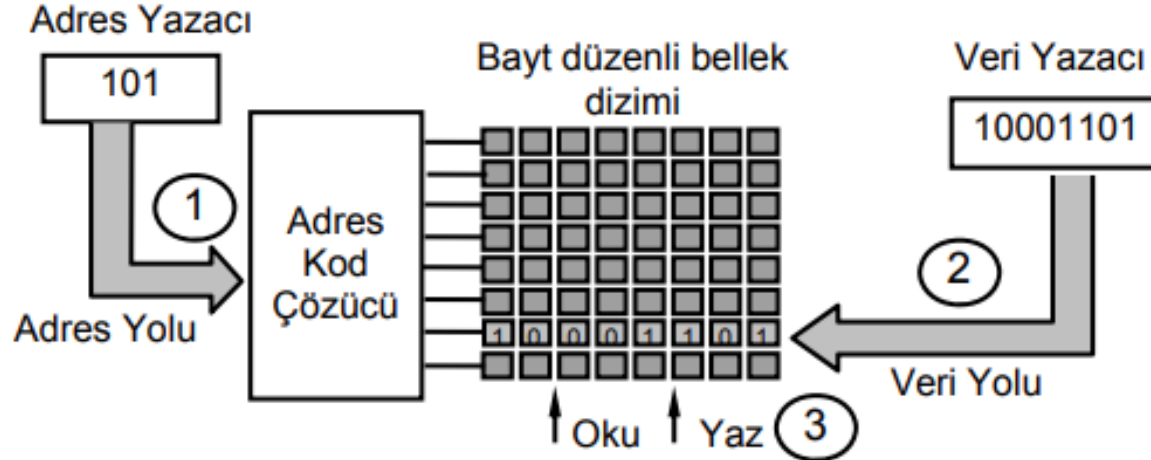 Adres Yazacı
101
Bayt düzenli bellek
dizimi
Veri Yazacı
10001101
1
Adres
Kod
Çözücü
2
Adres Yolu
1 0 0 0 1 1 0 1
Veri Yolu
Oku
Yaz
3